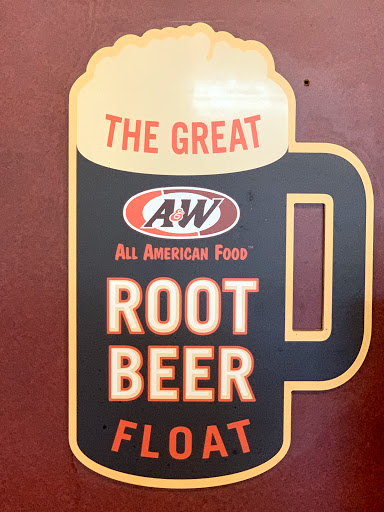 THE GREAT
A&W
ALL AMERICAN FOOD™
ROOT
BEER
FLOAT